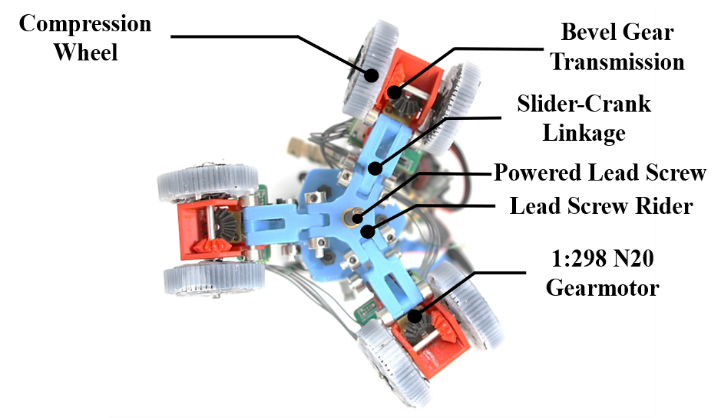 Compression
Wheel
Bevel Gear
Transmission
Slider-Crank
Linkage
Powered Lead Screw
Lead Screw Rider
1:298 N20
Gearmotor